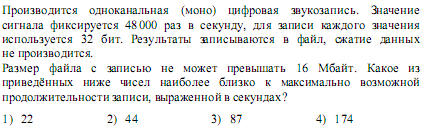 Производится одноканальная (моно) цифровая звукозапись. Значение
сигнала фиксируется 48 000 раз в секунду, для записи каждого значения
используется 32 бит. Результаты записываются в файл, сжатие данных
не производится.
Размер файла с записью не может превышать 16 Мбайт. Какое из
приведённых ниже чисел наиболее близко к максимально возможной
продолжительности записи, выраженной в секундах?
1) 22 2) 44 3) 87 4) 174